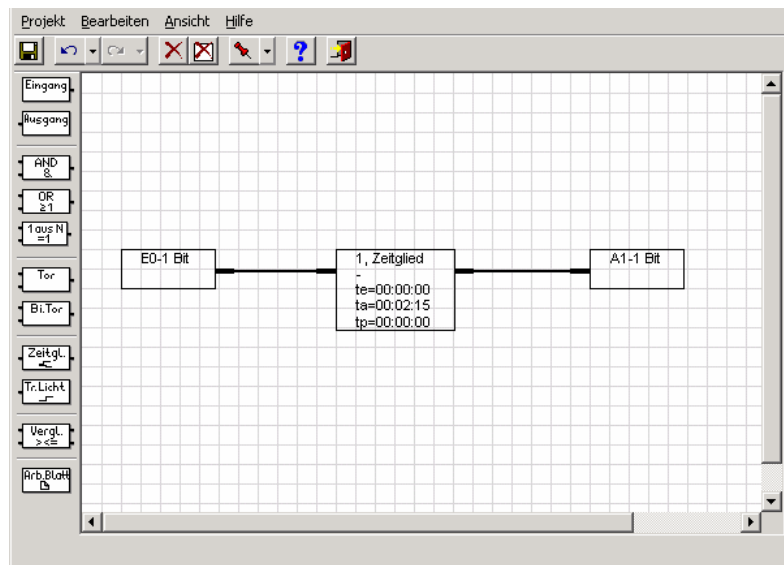 Projekt Bearbeiten Ansicht Hilfe
?
Eingang
Ausgang
AND
&
OR
≥1
1 aus N
=1
Tor
Bi.Tor
Zeitgl.
Tr.Licht
Vergl.
><=
Arb.Blatt
E0-1 Bit
1, Zeitglied
-
te=00:00:00
ta=00:02:15
tp=00:00:00
A1-1 Bit